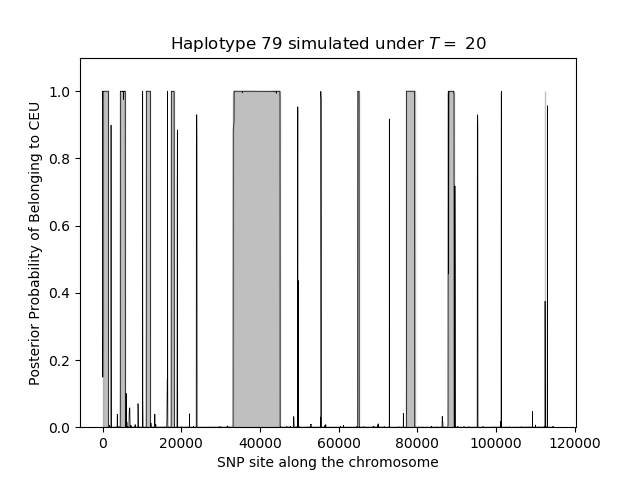 Haplotype 79 simulated under T = 20
Posterior Probability of Belonging to CEU
1.0
0.8
0.6
0.4
0.2
0.0
0 20000 40000 60000 80000 100000 120000
SNP site along the chromosome